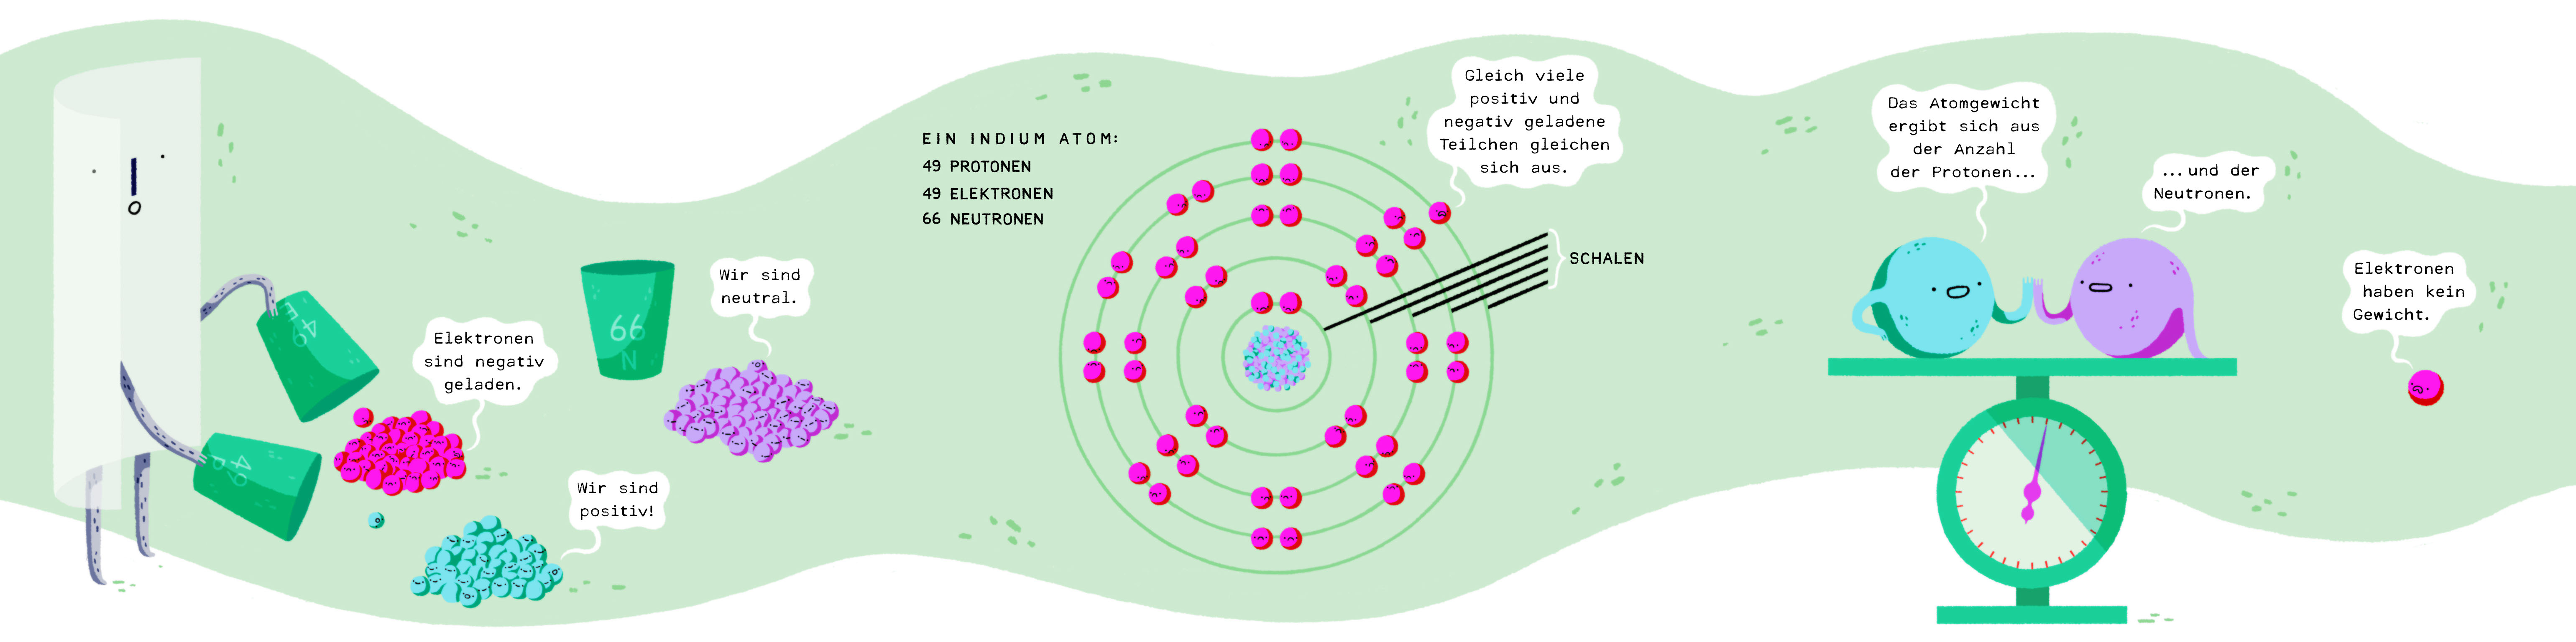 49
E
49
P
Elektronen
sind negativ
geladen.
66
N
Wir sind
neutral.
Wir sind
positiv!
EIN INDIUM ATOM:
49 PROTONEN
49 ELEKTRONEN
66 NEUTRONEN
Gleich viele
positiv und
negativ geladene
Teilchen gleichen
sich aus.
SCHALEN
Das Atomgewicht
ergibt sich aus
der Anzahl
der Protonen...
...und der
Neutronen.
Elektronen
haben kein
Gewicht.